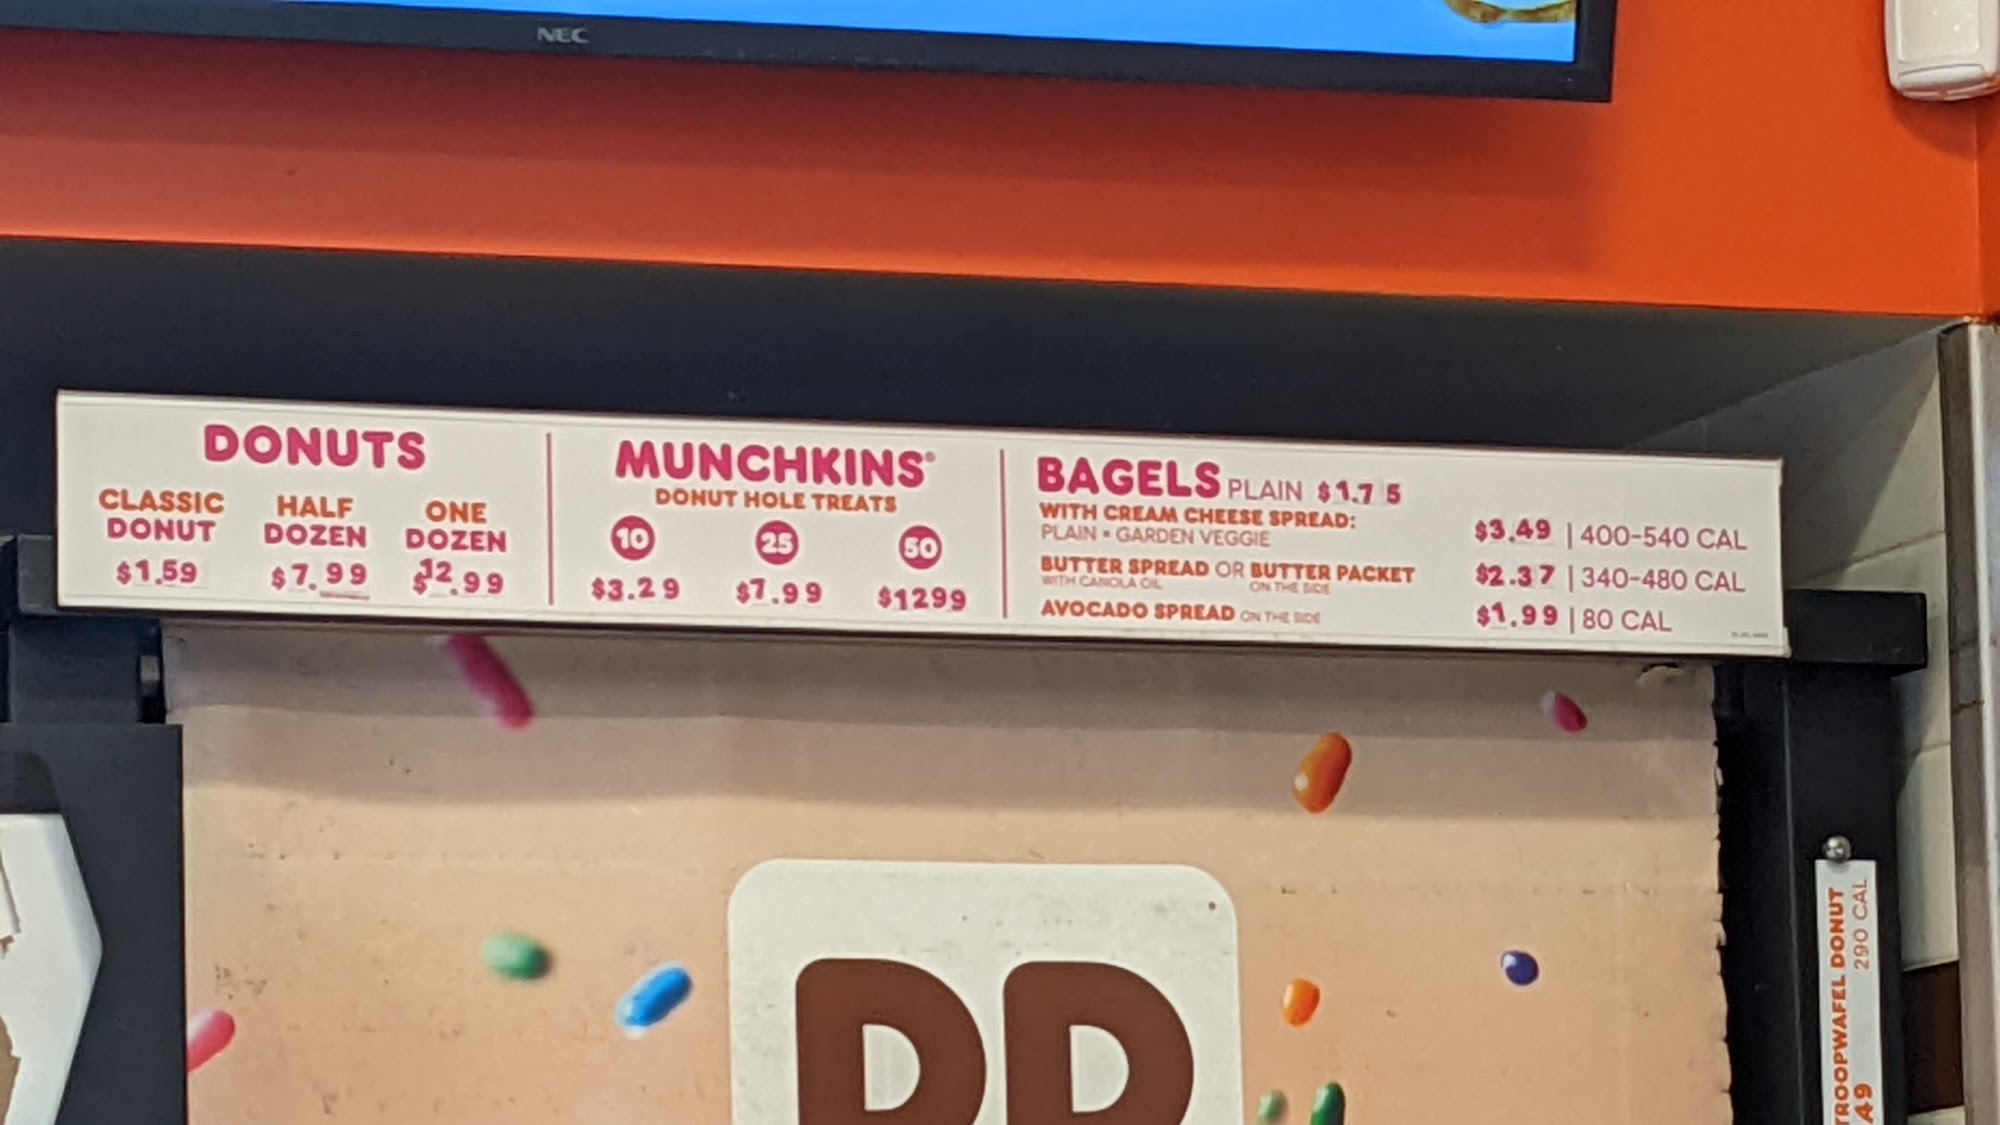 NEC
DONUTS
CLASSIC DONUT
$1.59
HALF DOZEN
$7.99
ONE DOZEN
$12.99
MUNCHKINS®
DONUT HOLE TREATS
10 25 50
$3.29 $7.99 $1299
BAGELS PLAIN $1.75
WITH CREAM CHEESE SPREAD:
PLAIN • GARDEN VEGGIE
$3.49 | 400-540 CAL
BUTTER SPREAD OR BUTTER PACKET
WITH CANOLA OIL ON THE SIDE
$2.37 | 340-480 CAL
AVOCADO SPREAD ON THE SIDE
$1.99 | 80 CAL
DD
TROOPWAFEL DONUT
290 CAL
49